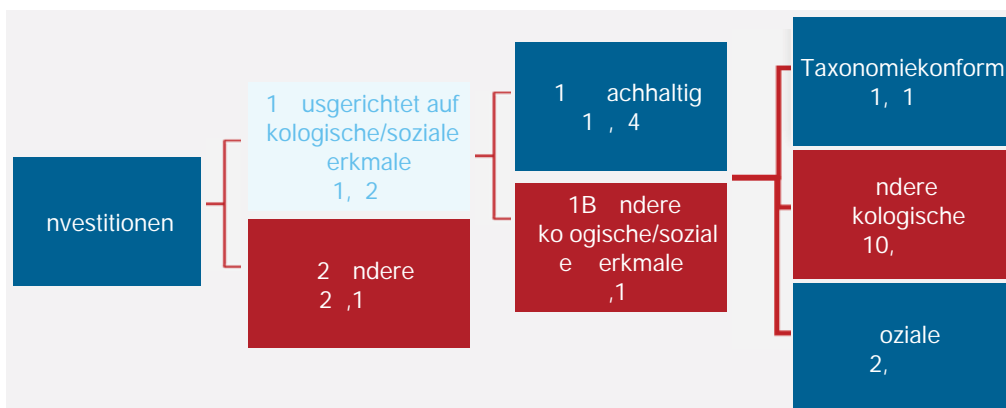 nvestitionen
1 usgerichtet auf
kologische/soziale
erkmale
1, 2
2 ndere
2 ,1
1 achhaltig
1 , 4
1B ndere
ko ogische/sozial
e erkmale
,1
Taxonomiekonform
1, 1
ndere
kologische
10,
oziale
2,